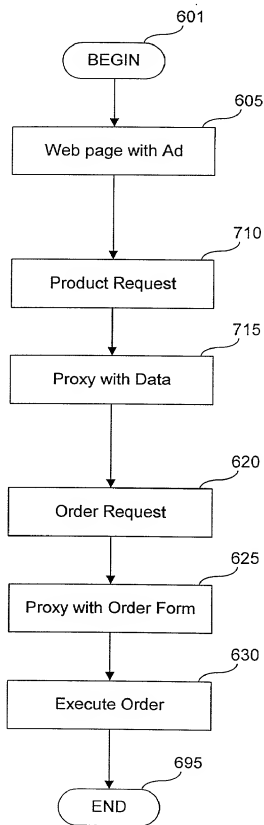 601
BEGIN
605
Web page with Ad
710
Product Request
715
Proxy with Data
620
Order Request
625
Proxy with Order Form
630
Execute Order
695
END